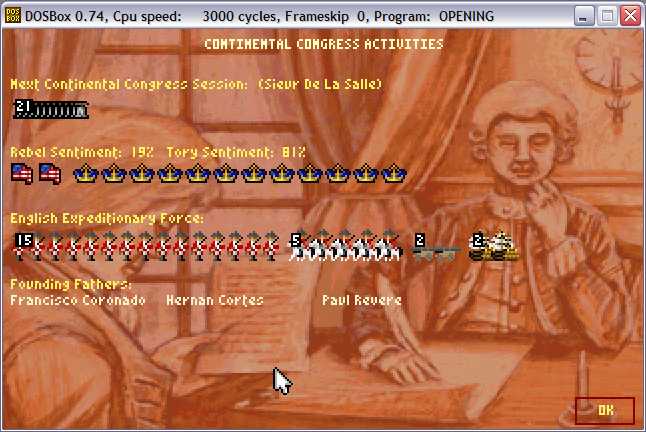 DOSBox 0.74, Cpu speed: 3000 cycles, Frameskip 0, Program: OPENING
CONTINENTAL CONGRESS ACTIVITIES
Next Continental Congress Session: (Sieur De La Salle)
21
Rebel Sentiment: 19% Tory Sentiment: 81%
English Expeditionary Force:
15 5 2 2
Founding Fathers:
Francisco Coronado Hernan Cortes Paul Revere
OK